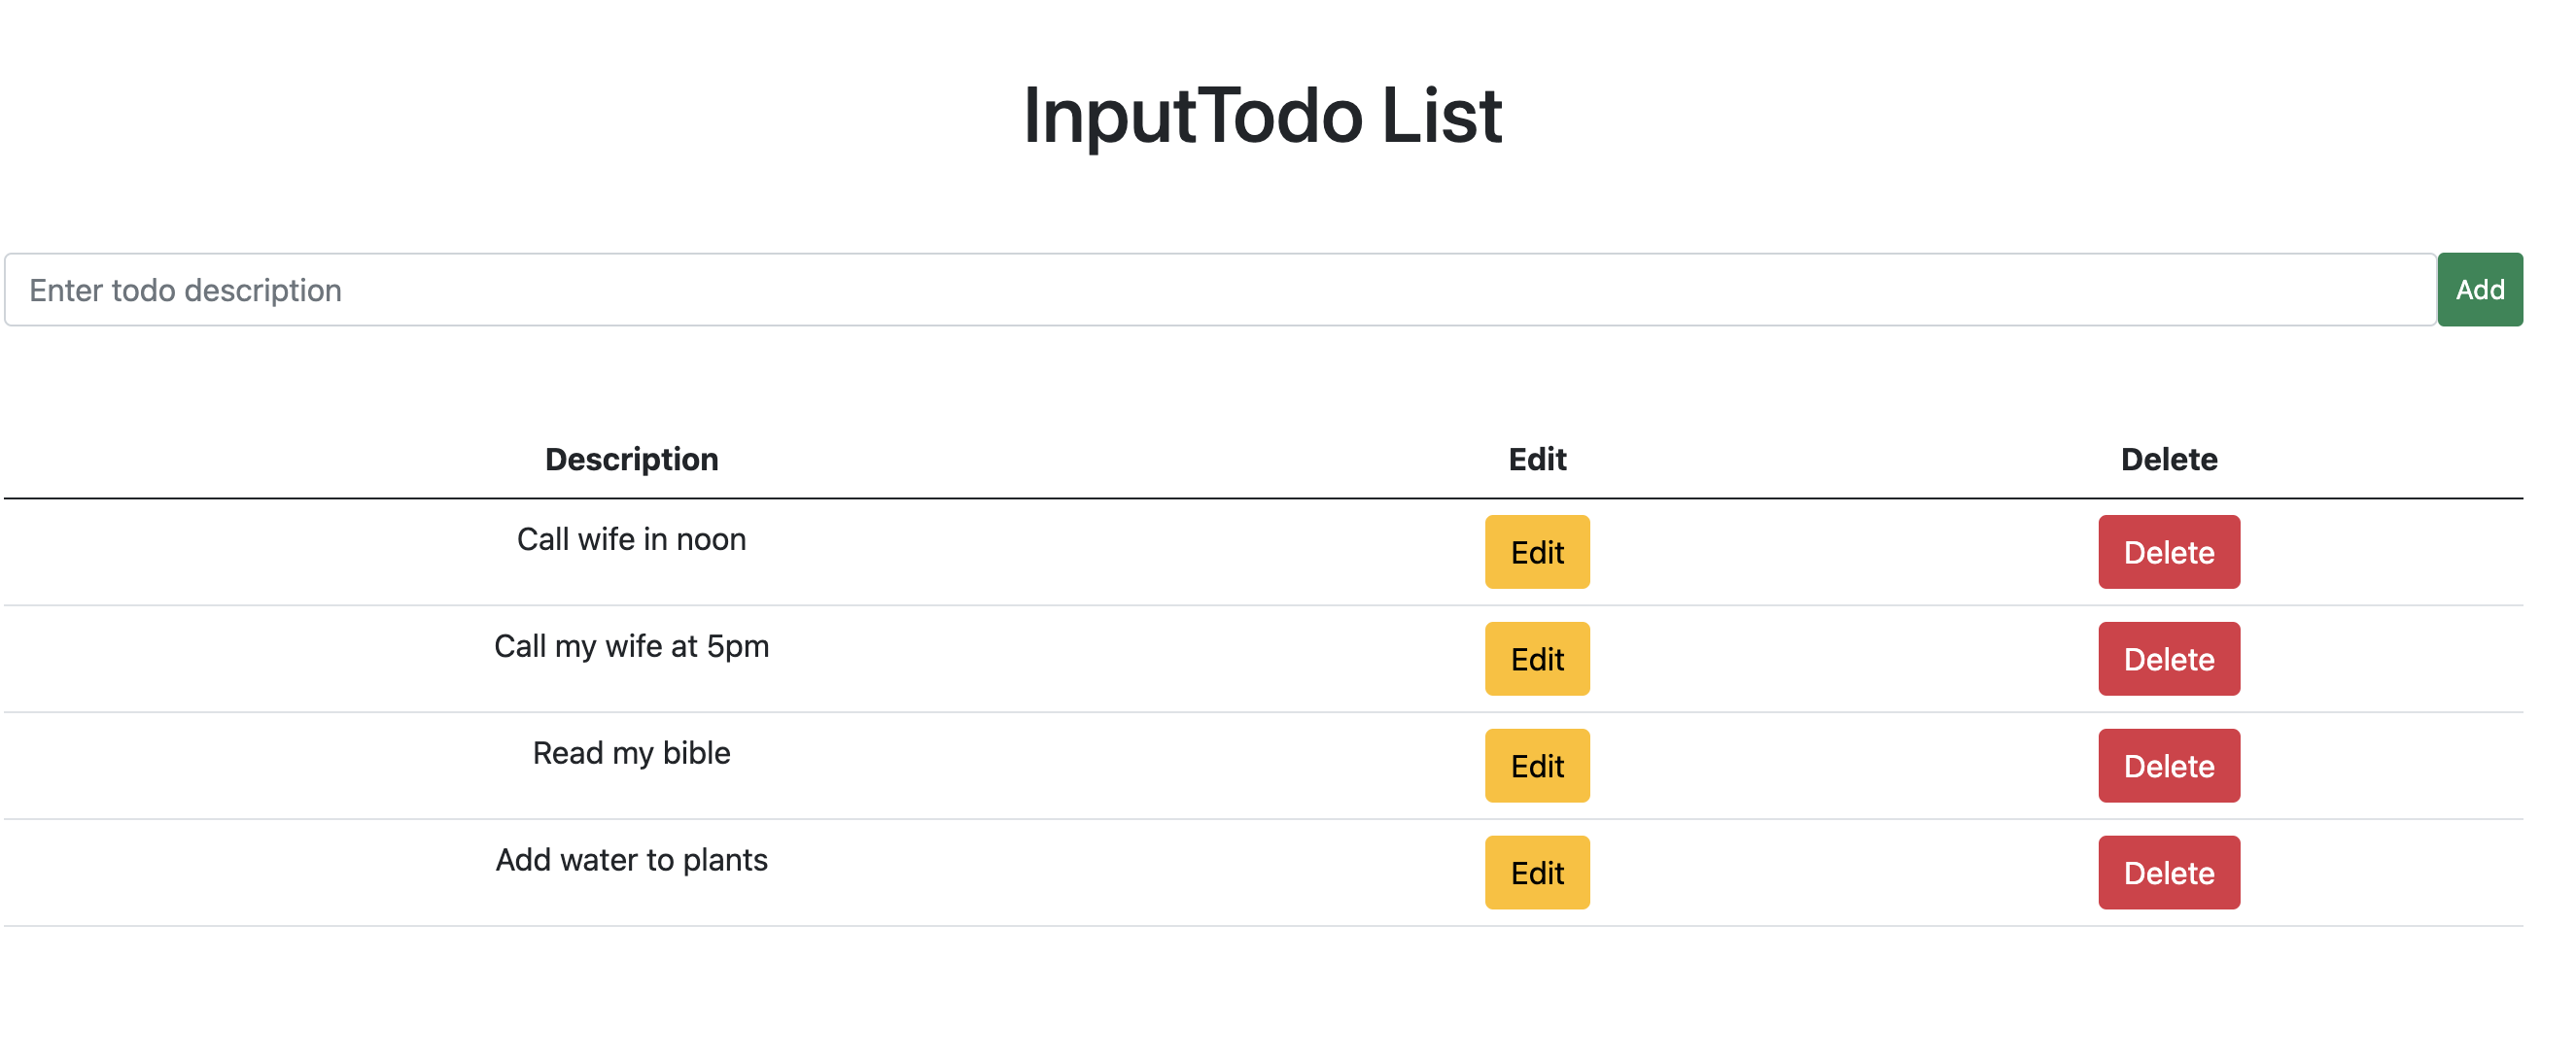 InputTodo List
Enter todo description Add
Description Edit Delete
Call wife in noon Edit Delete
Call my wife at 5pm Edit Delete
Read my bible Edit Delete
Add water to plants Edit Delete